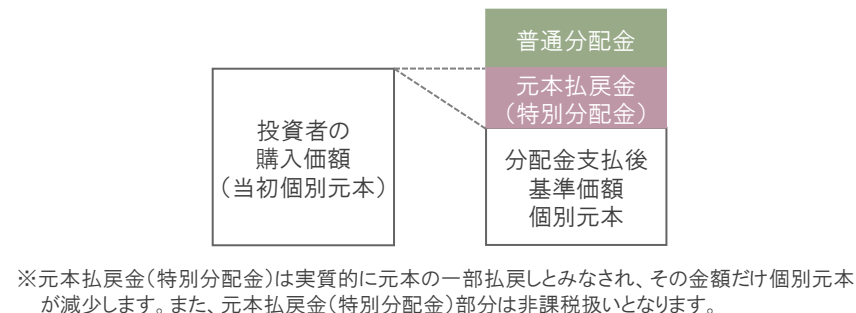 普通分配金
元本払戻金
（特別分配金）
投資者の
購入価額
（当初個別元本）
分配金支払後
基準価額
個別元本
※元本払戻金（特別分配金）は実質的に元本の一部払戻しとみなされ、その金額だけ個別元本
が減少します。また、元本払戻金（特別分配金）部分は非課税扱いとなります。